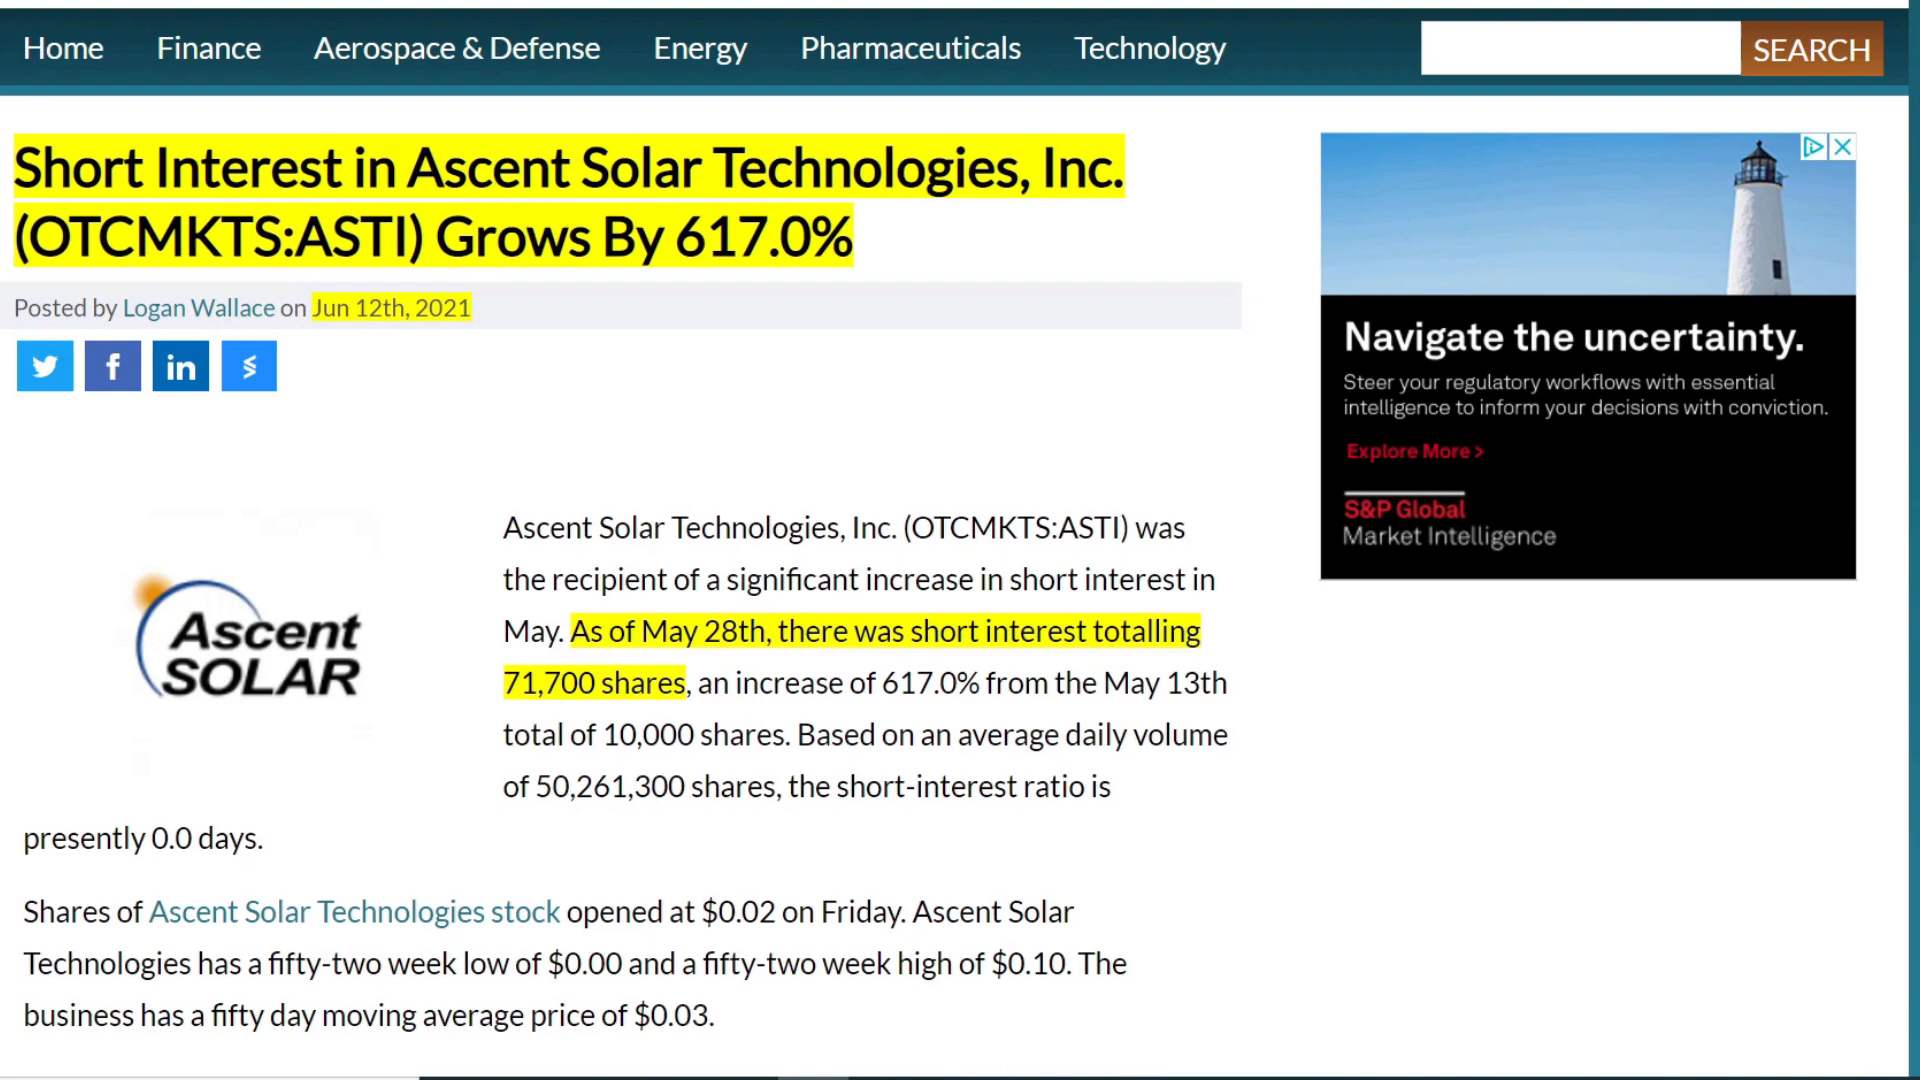 Home Finance Aerospace & Defense Energy Pharmaceuticals Technology SEARCH
Short Interest in Ascent Solar Technologies, Inc.
(OTCMKTS:ASTI) Grows By 617.0%
Posted by Logan Wallace on Jun 12th, 2021
f
in
Ascent
SOLAR
Ascent Solar Technologies, Inc. (OTCMKTS:ASTI) was
the recipient of a significant increase in short interest in
May. As of May 28th, there was short interest totalling
71,700 shares, an increase of 617.0% from the May 13th
total of 10,000 shares. Based on an average daily volume
of 50,261,300 shares, the short-interest ratio is
presently 0.0 days.
Shares of Ascent Solar Technologies stock opened at $0.02 on Friday. Ascent Solar
Technologies has a fifty-two week low of $0.00 and a fifty-two week high of $0.10. The
business has a fifty day moving average price of $0.03.
Navigate the uncertainty.
Steer your regulatory workflows with essential
intelligence to inform your decisions with conviction.
Explore More >
S&P Global
Market Intelligence